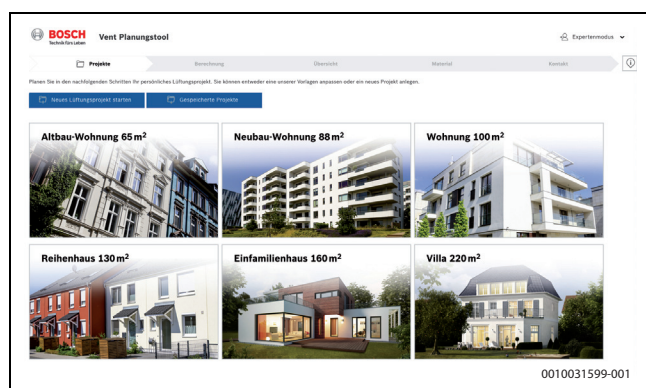 BOSCH
Technik fürs Leben
Vent Planungstool
Expertenmodus
Projekte
Berechnung
Übersicht
Material
Kontakt
Planen Sie in den nachfolgenden Schritten Ihr persönliches Lüftungsprojekt. Sie können entweder eine unserer Vorlagen anpassen oder ein neues Projekt anlegen.
Neues Lüftungsprojekt starten
Gespeicherte Projekte
Altbau-Wohnung 65 m²
Neubau-Wohnung 88 m²
Wohnung 100 m²
Reihenhaus 130 m²
Einfamilienhaus 160 m²
Villa 220 m²
0010031599-001